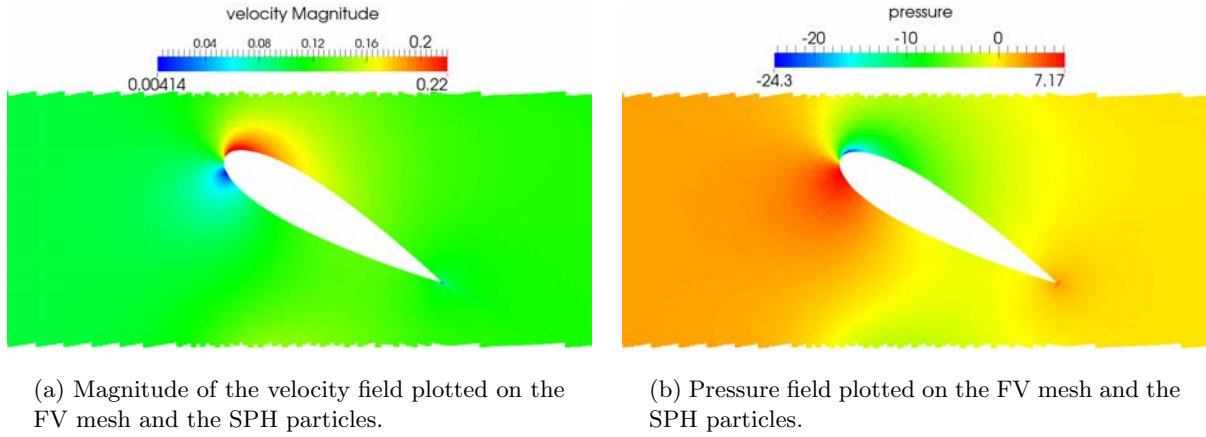 velocity Magnitude
0.04 0.08 0.12 0.16 0.2
0.00414 0.22
(a) Magnitude of the velocity field plotted on the
FV mesh and the SPH particles.
pressure
-20 -10 0
-24.3 7.17
(b) Pressure field plotted on the FV mesh and the
SPH particles.